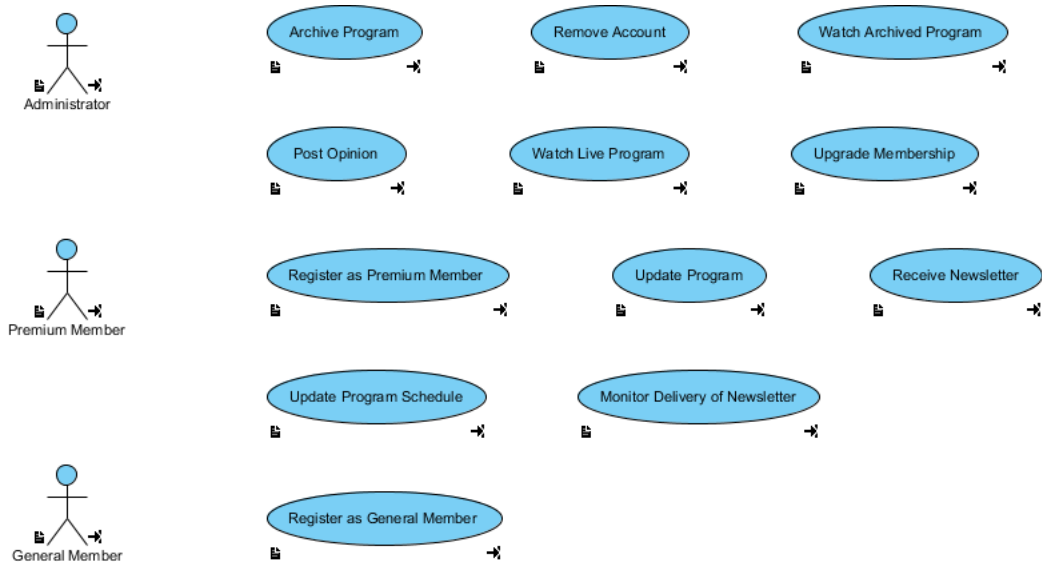 Archive Program
Remove Account
Watch Archived Program
Administrator
Post Opinion
Watch Live Program
Upgrade Membership
Register as Premium Member
Update Program
Receive Newsletter
Premium Member
Update Program Schedule
Monitor Delivery of Newsletter
Register as General Member
General Member